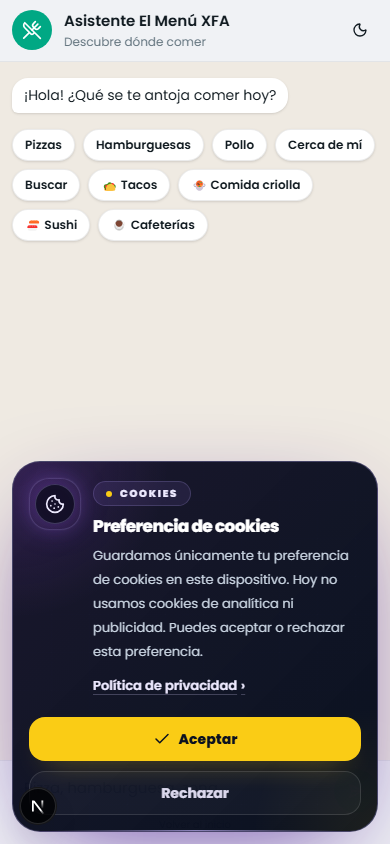 Asistente El Menú XFA
Descubre dónde comer
¡Hola! ¿Qué se te antoja comer hoy?
Pizzas
Hamburguesas
Pollo
Cerca de mí
Buscar
Tacos
Comida criolla
Sushi
Cafeterías
COOKIES
Preferencia de cookies
Guardamos únicamente tu preferencia
de cookies en este dispositivo. Hoy no
usamos cookies de analítica ni
publicidad. Puedes aceptar o rechazar
esta preferencia.
Política de privacidad ›
Aceptar
Rechazar
N